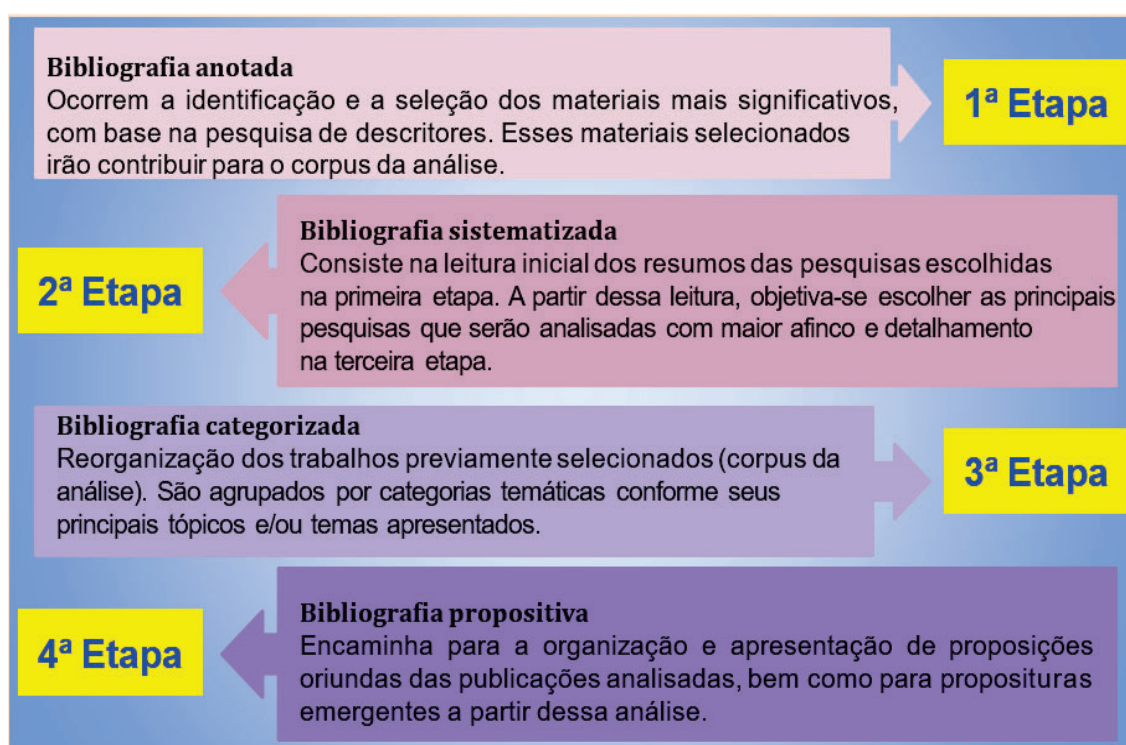 Bibliografia anotada
Ocorrem a identificação e a seleção dos materiais mais significativos,
com base na pesquisa de descritores. Esses materiais selecionados
irão contribuir para o corpus da análise.
1ª Etapa
Bibliografia sistematizada
Consiste na leitura inicial dos resumos das pesquisas escolhidas
na primeira etapa. A partir dessa leitura, objetiva-se escolher as principais
pesquisas que serão analisadas com maior afinco e detalhamento
na terceira etapa.
2ª Etapa
Bibliografia categorizada
Reorganização dos trabalhos previamente selecionados (corpus da
análise). São agrupados por categorias temáticas conforme seus
principais tópicos e/ou temas apresentados.
3ª Etapa
Bibliografia propositiva
Encaminha para a organização e apresentação de proposições
oriundas das publicações analisadas, bem como para proposituras
emergentes a partir dessa análise.
4ª Etapa